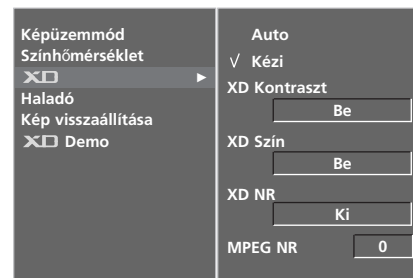 Képüzemmód
Színhőmérséklet
XD ►
Haladó
Kép visszaállítása
XD Demo
Auto
√ Kézi
XD Kontraszt
Be
XD Szín
Be
XD NR
Ki
MPEG NR 0